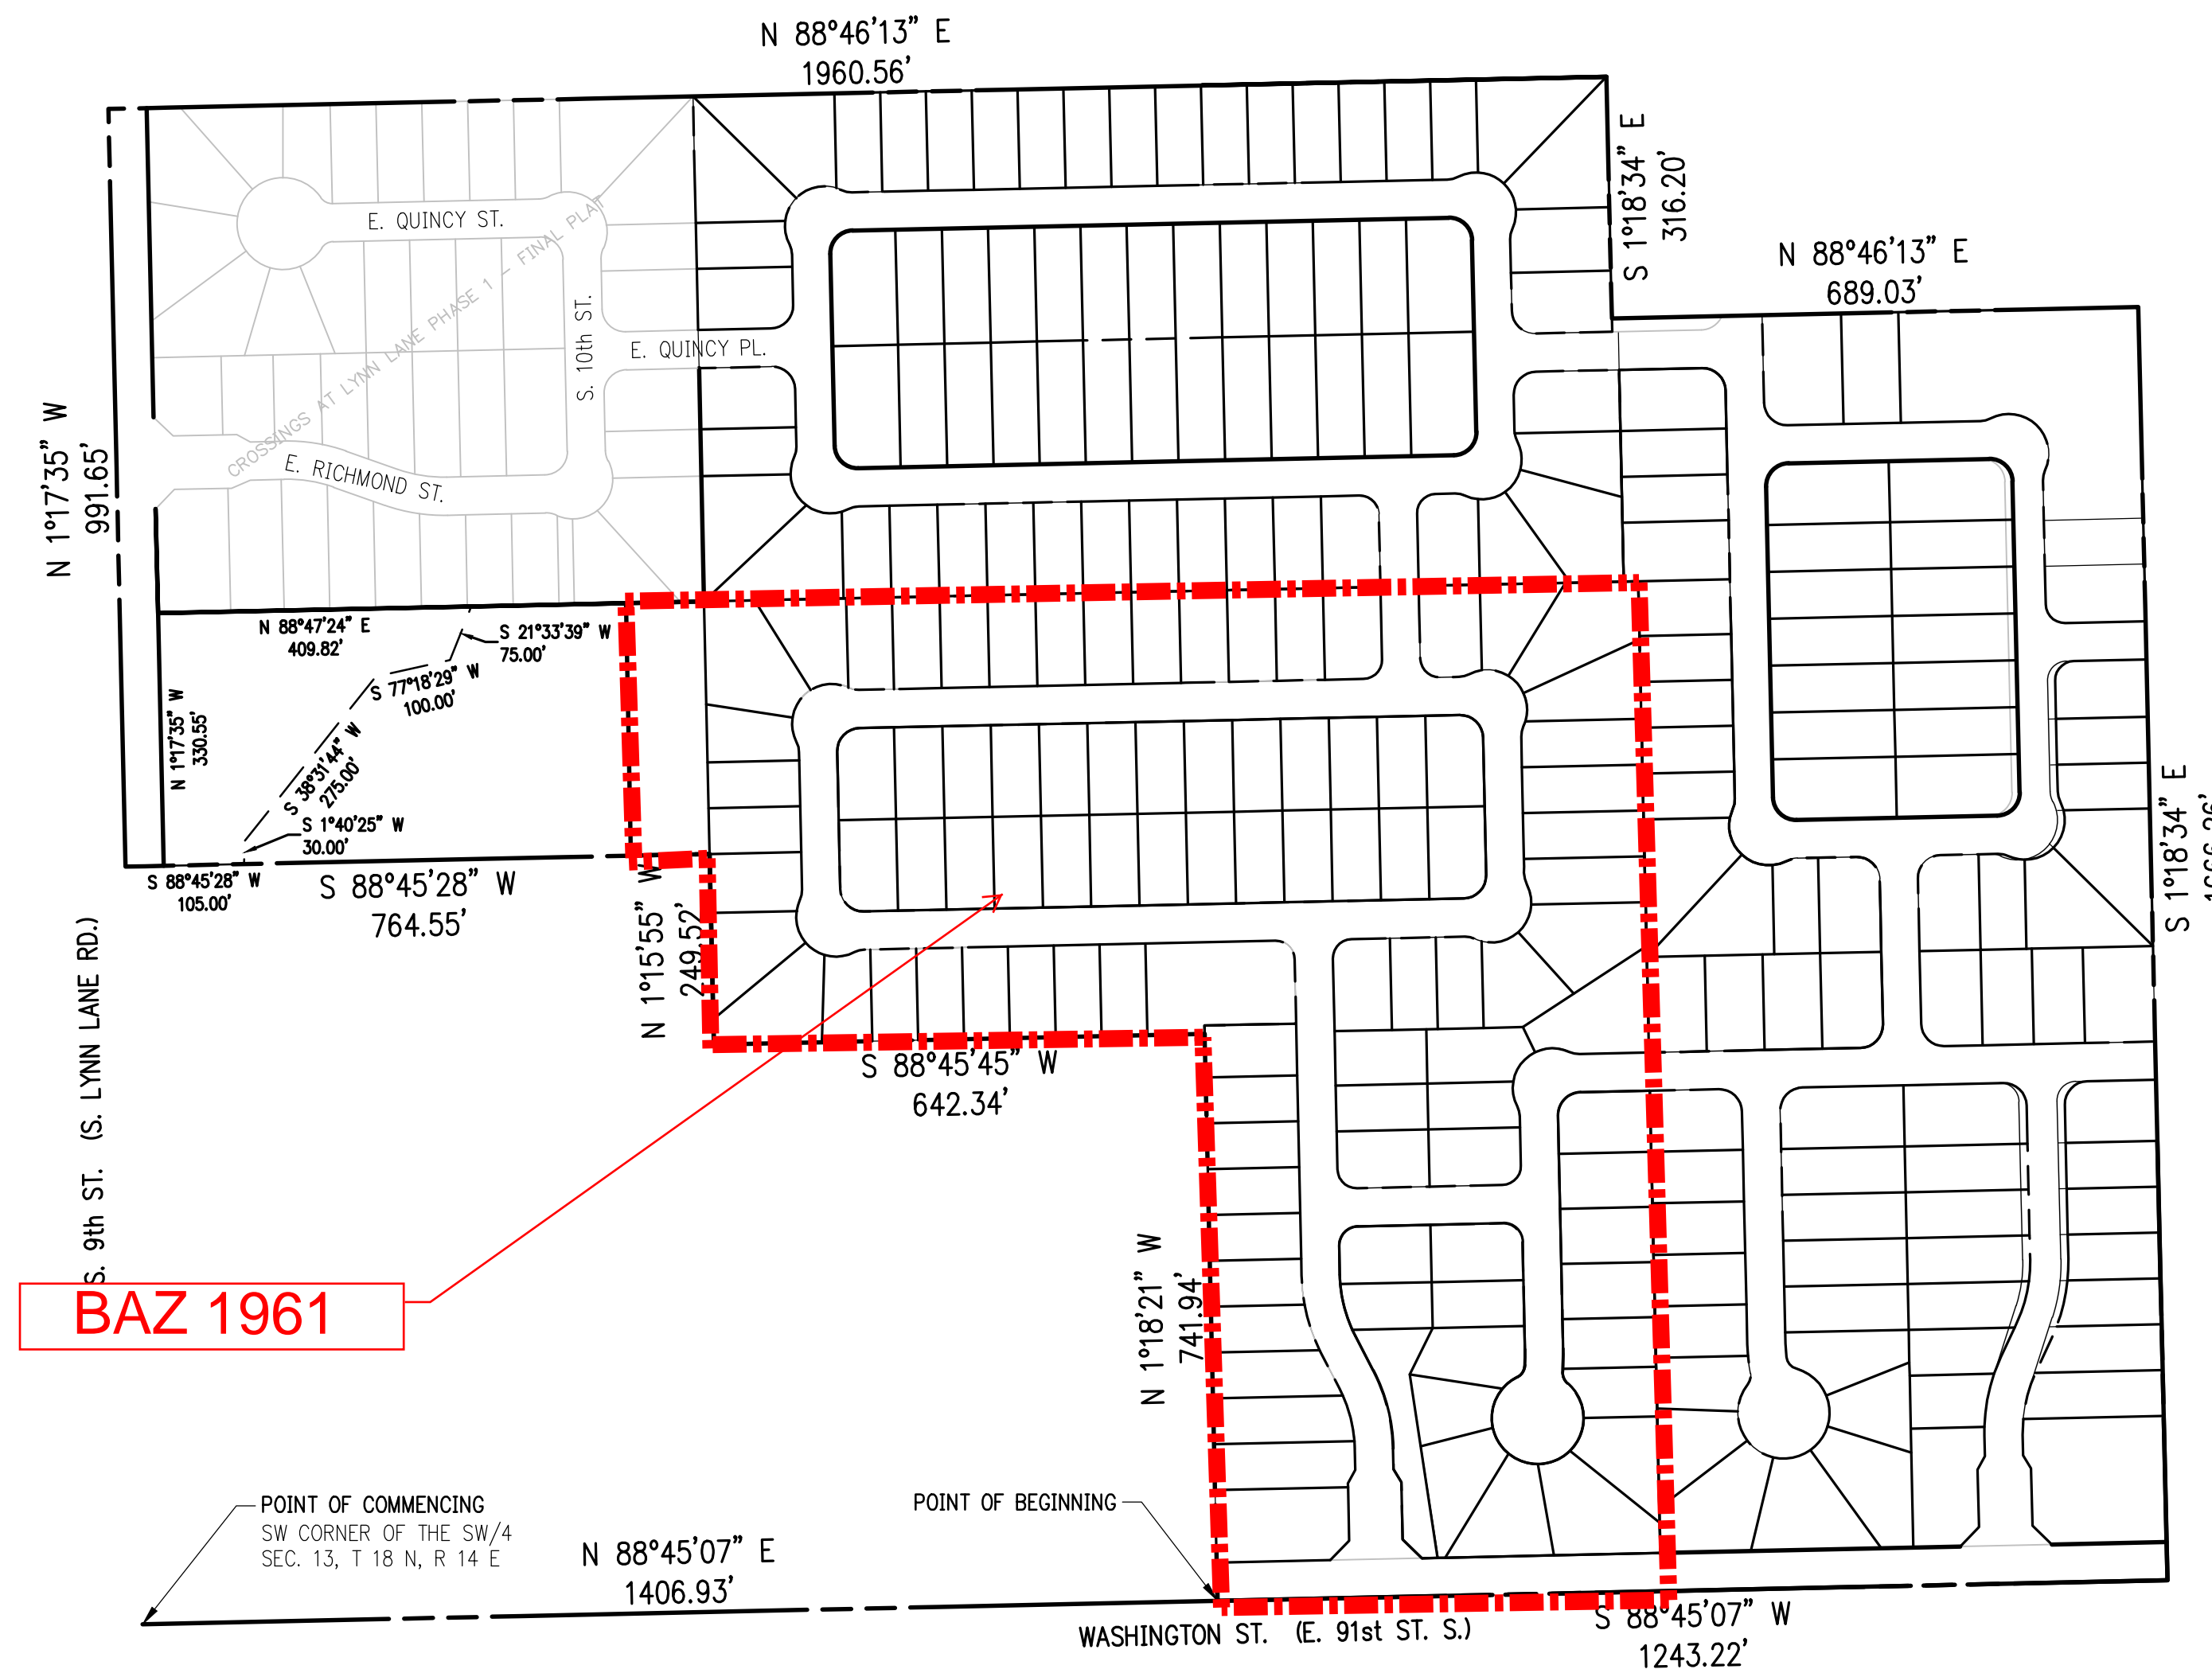 N 88°46'13" E
1960.56'
S 1°18'34" E
316.20'
N 88°46'13" E
689.03'
E. QUINCY ST.
CROSSINGS AT LYNN LANE PHASE 1 - FINAL PLAT
S. 10th ST.
E. QUINCY PL.
E. RICHMOND ST.
N 1°17'35" W
991.65'
N 88°47'24" E
409.82'
S 21°33'39" W
75.00'
S 77°18'29" W
100.00'
N 1°17'35" W
330.55'
S 38°31'44" W
275.00'
S 1°40'25" W
30.00'
S 88°45'28" W
105.00'
S 88°45'28" W
764.55'
N 1°15'55" W
249.52'
S 1°18'34" E
S. 9th ST. (S. LYNN LANE RD.)
S 88°45'45" W
642.34'
BAZ 1961
N 1°18'21" W
741.94'
POINT OF COMMENCING
SW CORNER OF THE SW/4
SEC. 13, T 18 N, R 14 E
POINT OF BEGINNING
N 88°45'07" E
1406.93'
WASHINGTON ST. (E. 91st ST. S.)
S 88°45'07" W
1243.22'